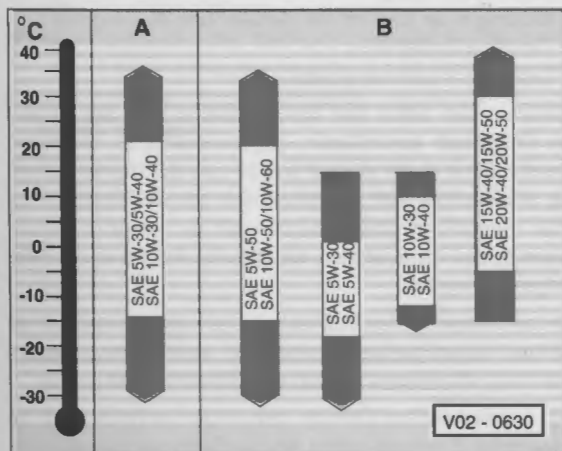 °C
A
B
40
30
20
10
0
-10
-20
-30
SAE 5W-30/5W-40
SAE 10W-30/10W-40
SAE 5W-50
SAE 10W-50/10W-60
SAE 5W-30
SAE 5W-40
SAE 10W-30
SAE 10W-40
SAE 15W-40/15W-50
SAE 20W-40/20W-50
V02 - 0630